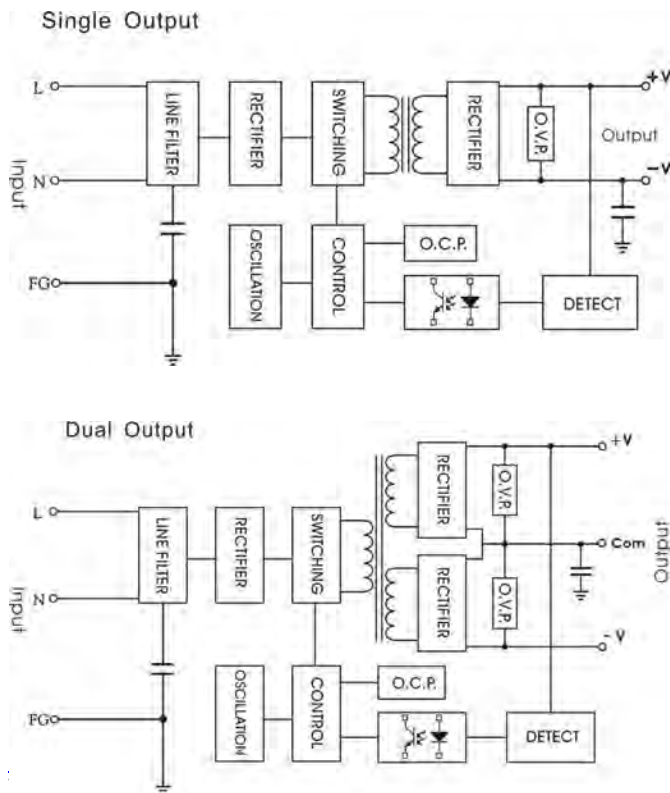 Single Output
L
N
FG
Input
LINE FILTER
RECTIFIER
SWITCHING
RECTIFIER
O.V.P.
+V
Output
-V
OSCILLATION
CONTROL
O.C.P.
DETECT
Dual Output
L
N
FG
Input
LINE FILTER
RECTIFIER
SWITCHING
RECTIFIER
RECTIFIER
O.V.P.
O.V.P.
+V
Com
-V
Output
OSCILLATION
CONTROL
O.C.P.
DETECT